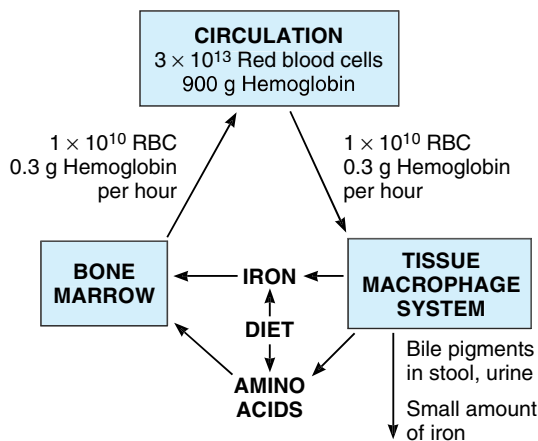 CIRCULATION
3 × 10¹³ Red blood cells
900 g Hemoglobin
1 × 10¹⁰ RBC
0.3 g Hemoglobin
per hour
1 × 10¹⁰ RBC
0.3 g Hemoglobin
per hour
BONE
MARROW
IRON
DIET
AMINO
ACIDS
TISSUE
MACROPHAGE
SYSTEM
Bile pigments
in stool, urine
Small amount
of iron